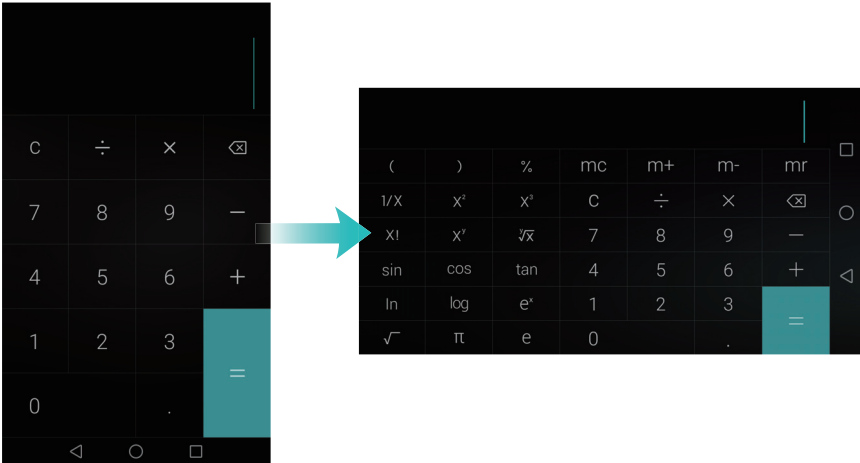 C ÷ × ⌫
7 8 9 −
4 5 6 +
1 2 3
=
0 .
( ) % mc m+ m- mr
1/X X² X³ C ÷ × ⌫
X! Xʸ ʸ√X 7 8 9 −
sin cos tan 4 5 6 +
ln log eˣ 1 2 3
=
√ π e 0 .